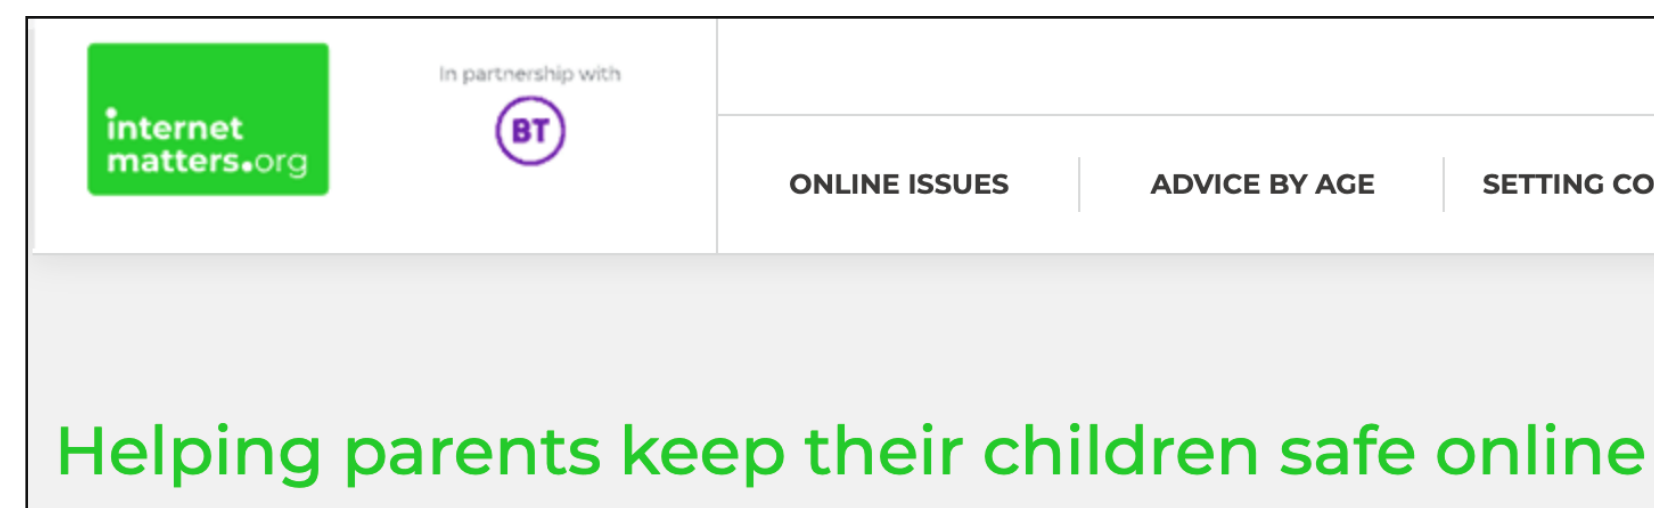 internet
matters.org
In partnership with
BT
ONLINE ISSUES
ADVICE BY AGE
SETTING CO
Helping parents keep their children safe online